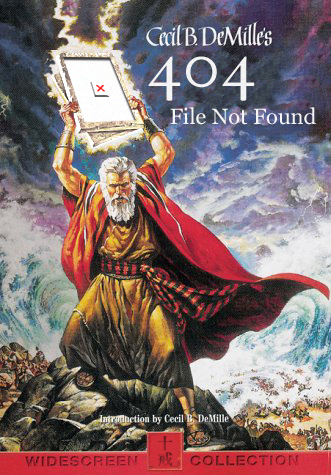 Cecil B. DeMille's
404
File Not Found
Introduction by Cecil B. DeMille
WIDESCREEN
COLLECTION